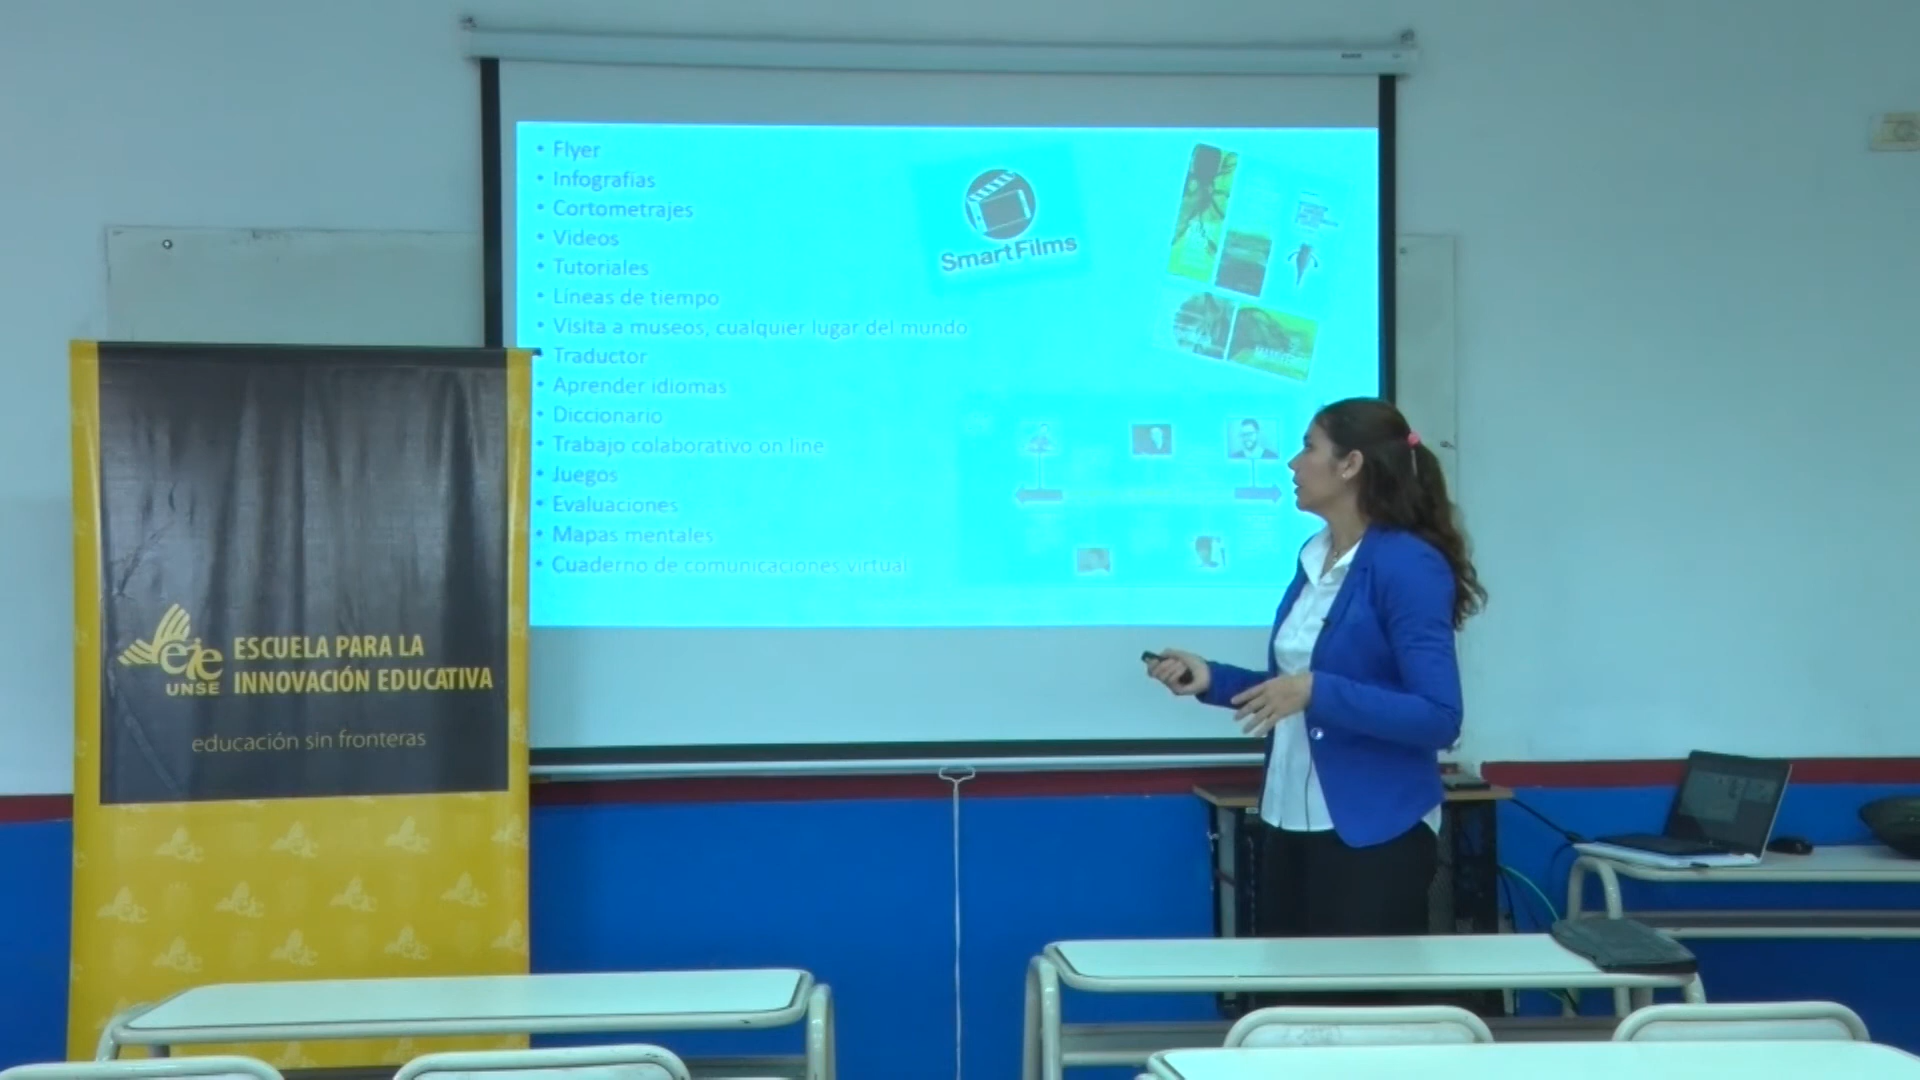 • Flyer
• Infografias
• Cortometrajes
• Videos
• Tutoriales
• Líneas de tiempo
• Visita a museos, cualquier lugar del mundo
• Traductor
• Aprender idiomas
• Diccionario
• Trabajo colaborativo on line
• Juegos
• Evaluaciones
• Mapas mentales
• Cuaderno de comunicaciones virtual
SmartFilms
eie
UNSE
ESCUELA PARA LA
INNOVACIÓN EDUCATIVA
educación sin fronteras